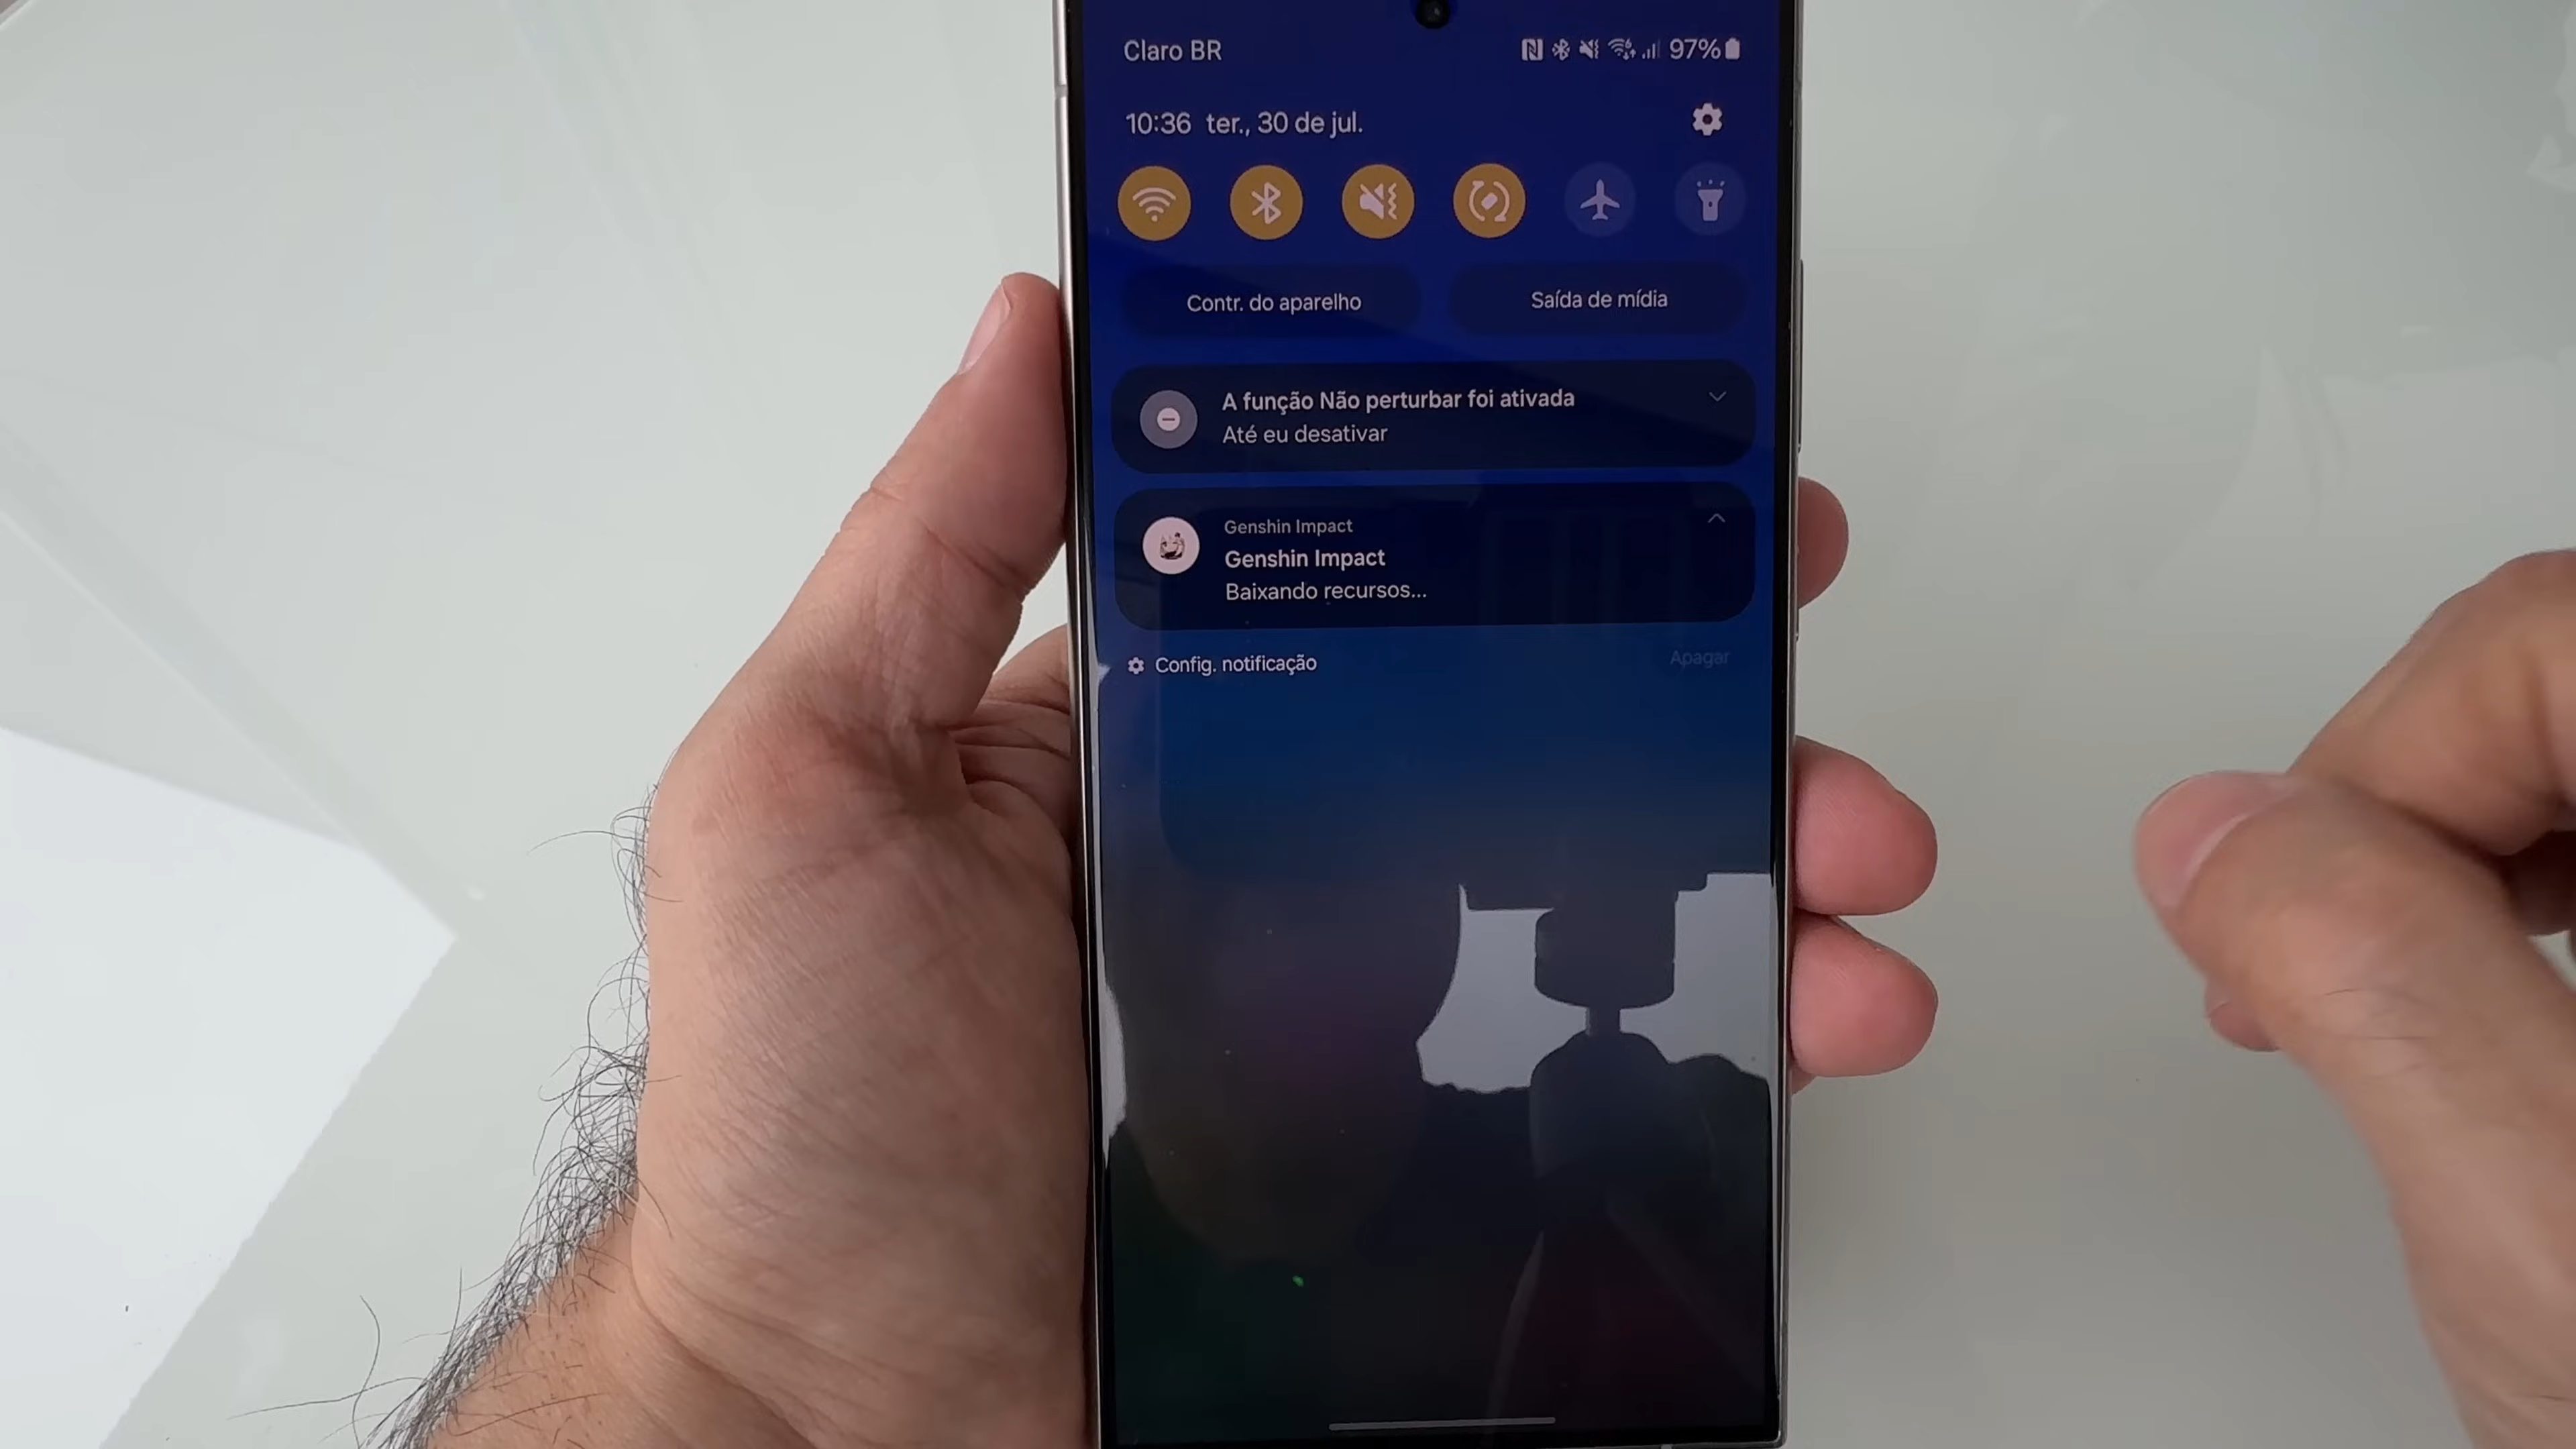 Claro BR
97%
10:36 ter., 30 de jul.
Contr. do aparelho
Saída de mídia
A função Não perturbar foi ativada
Até eu desativar
Genshin Impact
Genshin Impact
Baixando recursos...
Config. notificação
Apagar